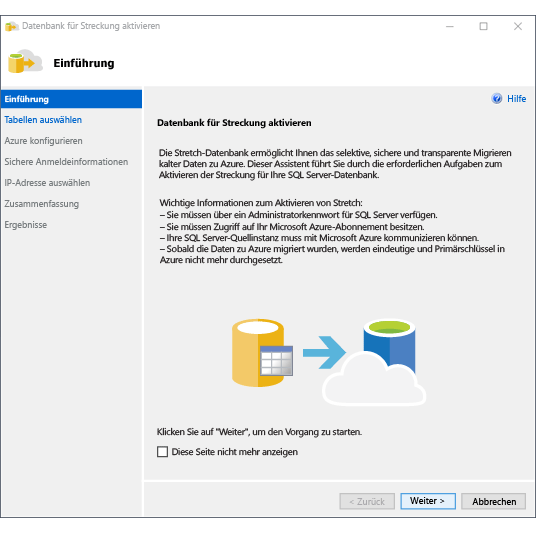 Datenbank für Streckung aktivieren
Einführung
Einführung
Tabellen auswählen
Azure konfigurieren
Sichere Anmeldeinformationen
IP-Adresse auswählen
Zusammenfassung
Ergebnisse
Hilfe
Datenbank für Streckung aktivieren
Die Stretch-Datenbank ermöglicht Ihnen das selektive, sichere und transparente Migrieren
kalter Daten zu Azure. Dieser Assistent führt Sie durch die erforderlichen Aufgaben zum
Aktivieren der Streckung für Ihre SQL Server-Datenbank.
Wichtige Informationen zum Aktivieren von Stretch:
– Sie müssen über ein Administratorkennwort für SQL Server verfügen.
– Sie müssen Zugriff auf Ihr Microsoft Azure-Abonnement besitzen.
– Ihre SQL Server-Quellinstanz muss mit Microsoft Azure kommunizieren können.
– Sobald die Daten zu Azure migriert wurden, werden eindeutige und Primärschlüssel in
Azure nicht mehr durchgesetzt.
Klicken Sie auf "Weiter", um den Vorgang zu starten.
Diese Seite nicht mehr anzeigen
< Zurück
Weiter >
Abbrechen